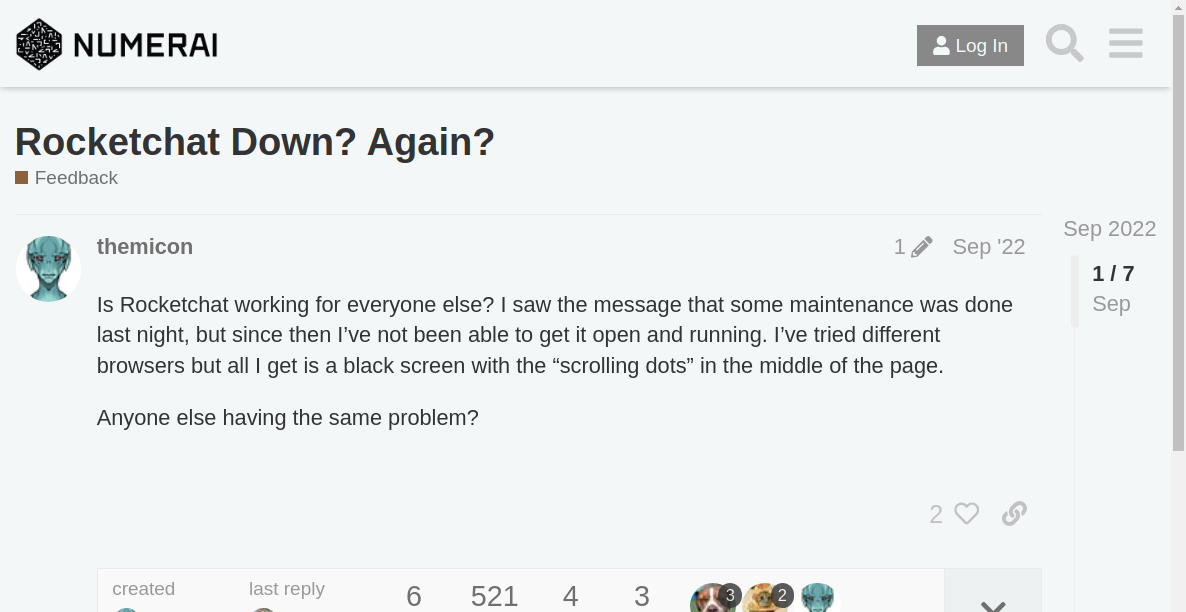 NUMERAI
Log In
Rocketchat Down? Again?
Feedback
themicon
1
Sep '22
Is Rocketchat working for everyone else? I saw the message that some maintenance was done
last night, but since then I’ve not been able to get it open and running. I’ve tried different
browsers but all I get is a black screen with the “scrolling dots” in the middle of the page.
Anyone else having the same problem?
2
Sep 2022
1 / 7
Sep
created
last reply
6
521
4
3
3
2